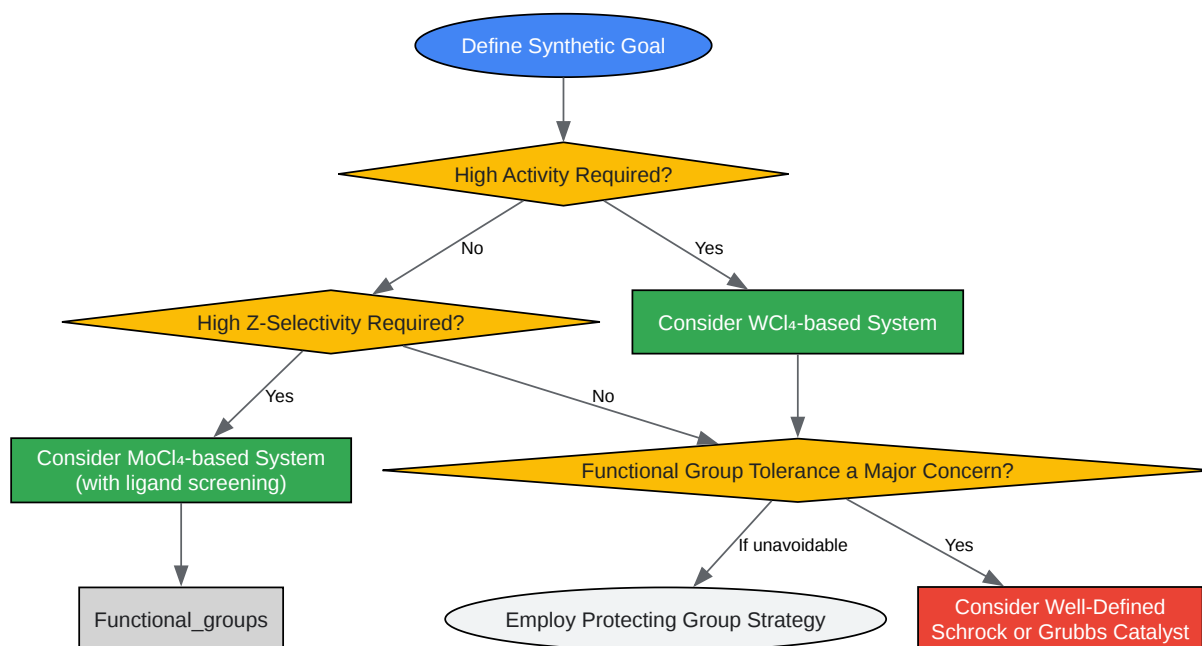 Define Synthetic Goal
High Activity Required?
No
Yes
High Z-Selectivity Required?
Consider WCl₄-based System
Yes
No
Consider MoCl₄-based System
(with ligand screening)
Functional Group Tolerance a Major Concern?
If unavoidable
Yes
Functional_groups
Employ Protecting Group Strategy
Consider Well-Defined
Schrock or Grubbs Catalyst